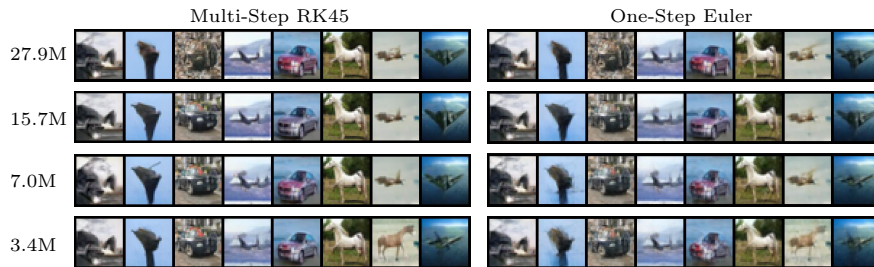 Multi-Step RK45
One-Step Euler
27.9M
15.7M
7.0M
3.4M